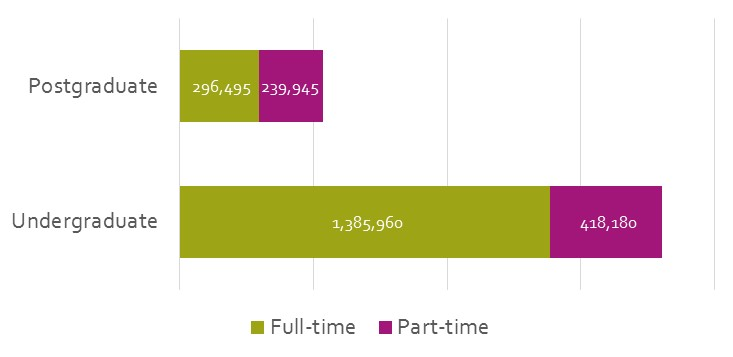 Postgraduate
296,495 239,945
Undergraduate
1,385,960 418,180
Full-time Part-time